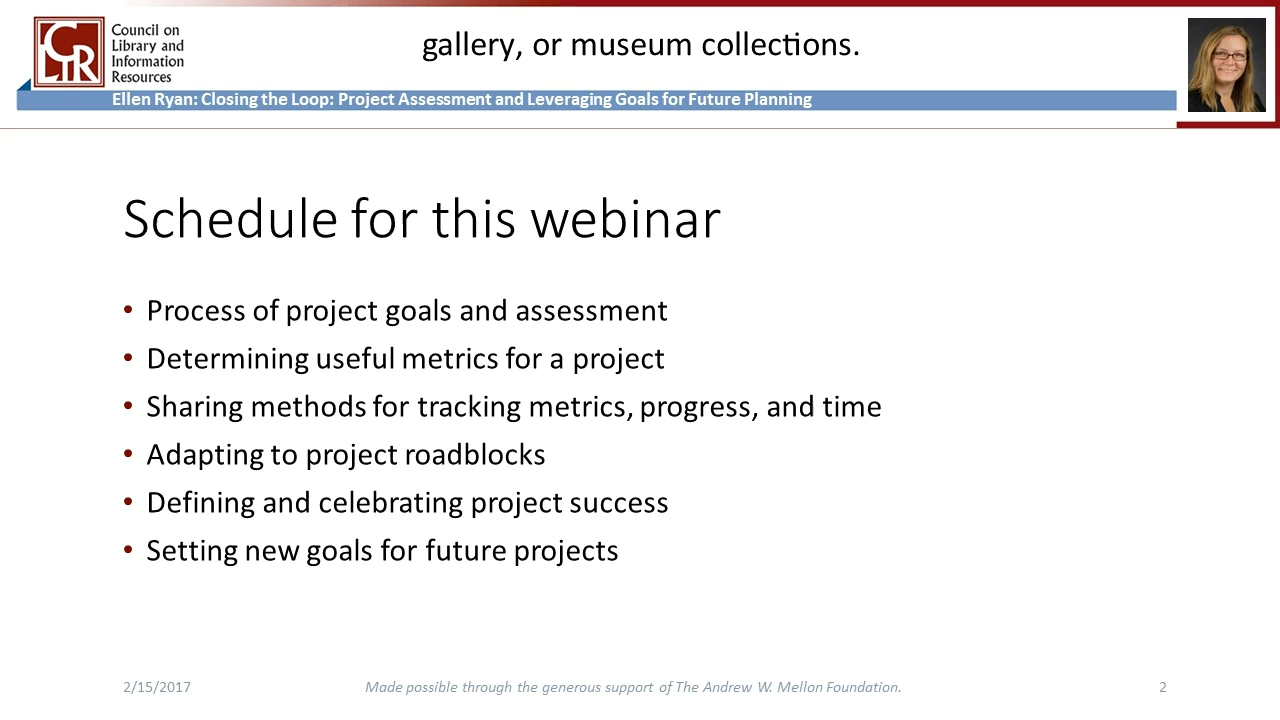 CLIR
Council on
Library and
Information
Resources
gallery, or museum collections.
Ellen Ryan: Closing the Loop: Project Assessment and Leveraging Goals for Future Planning
Schedule for this webinar
• Process of project goals and assessment
• Determining useful metrics for a project
• Sharing methods for tracking metrics, progress, and time
• Adapting to project roadblocks
• Defining and celebrating project success
• Setting new goals for future projects
2/15/2017
Made possible through the generous support of The Andrew W. Mellon Foundation.
2